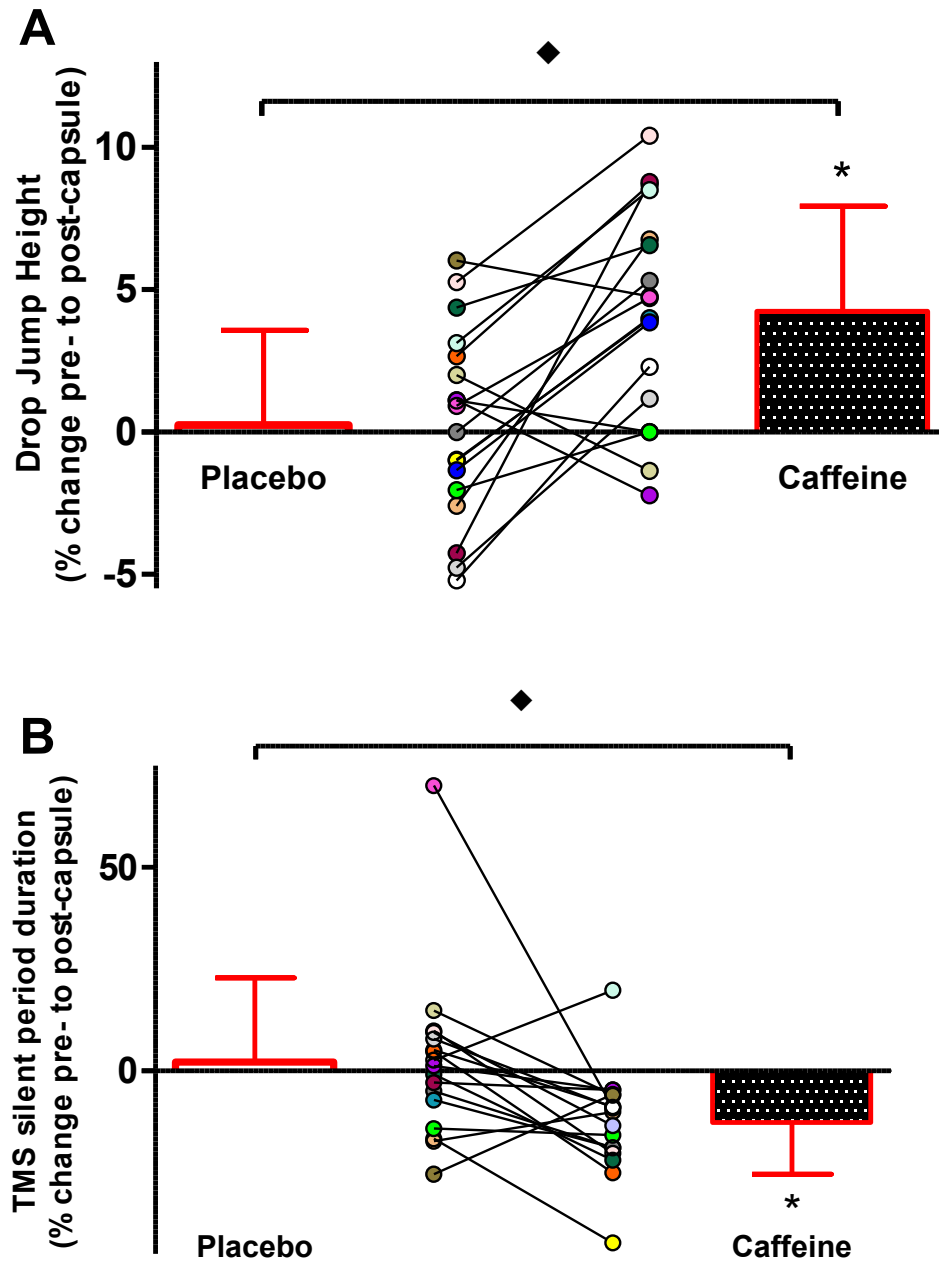 A
◆
Drop Jump Height
(% change pre- to post-capsule)
10
5
0
-5
*
Placebo
Caffeine
B
◆
TMS silent period duration
(% change pre- to post-capsule)
50
0
*
Placebo
Caffeine